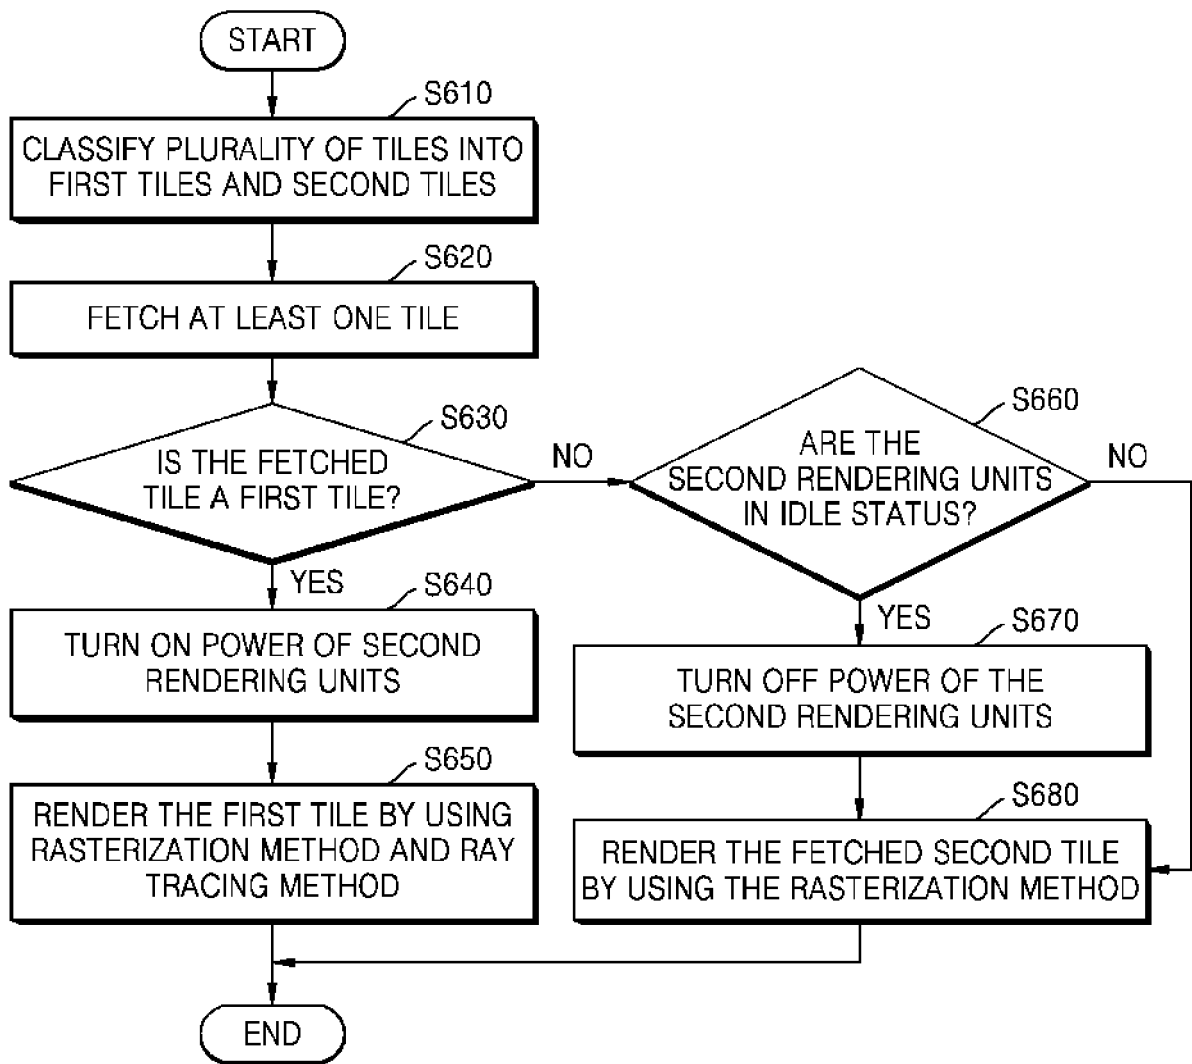 START
S610
CLASSIFY PLURALITY OF TILES INTO
FIRST TILES AND SECOND TILES
S620
FETCH AT LEAST ONE TILE
S630
IS THE FETCHED
TILE A FIRST TILE?
NO
YES
S640
TURN ON POWER OF SECOND
RENDERING UNITS
S650
RENDER THE FIRST TILE BY USING
RASTERIZATION METHOD AND RAY
TRACING METHOD
S660
ARE THE
SECOND RENDERING UNITS
IN IDLE STATUS?
NO
YES
S670
TURN OFF POWER OF THE
SECOND RENDERING UNITS
S680
RENDER THE FETCHED SECOND TILE
BY USING THE RASTERIZATION METHOD
END